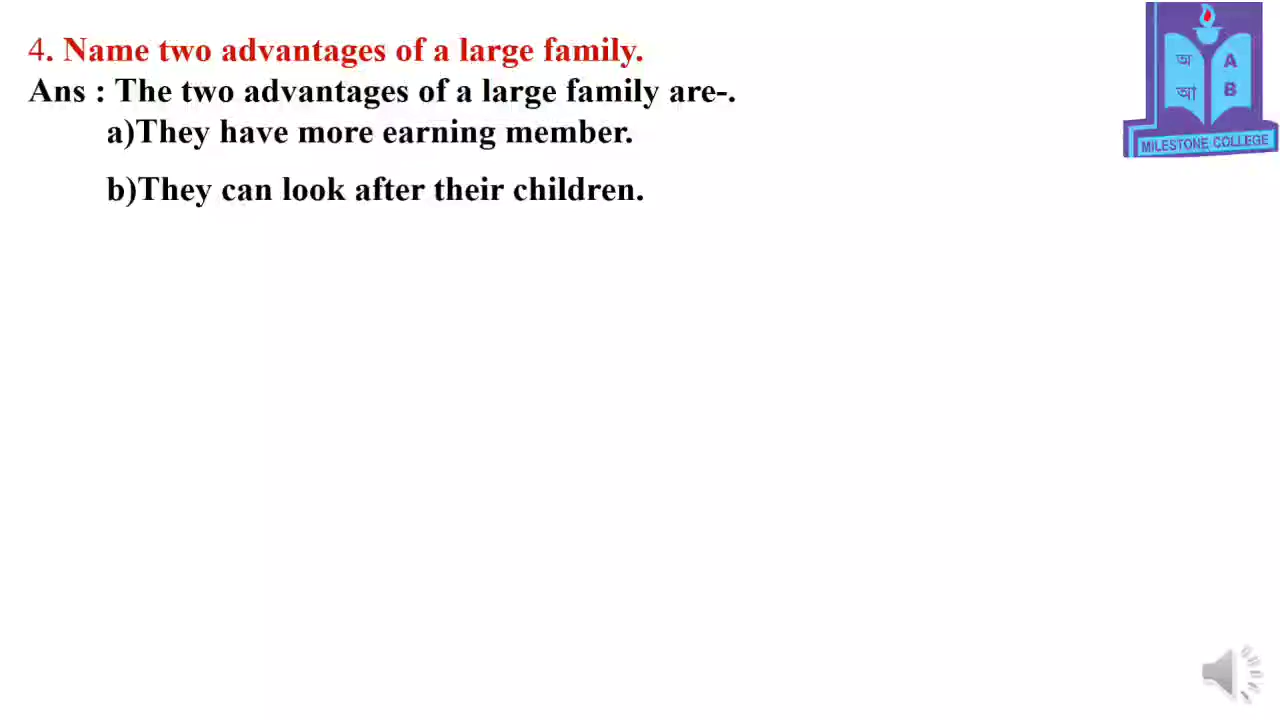 4. Name two advantages of a large family.
Ans : The two advantages of a large family are-.
a)They have more earning member.
b)They can look after their children.
অ A
আ B
MILESTONE COLLEGE